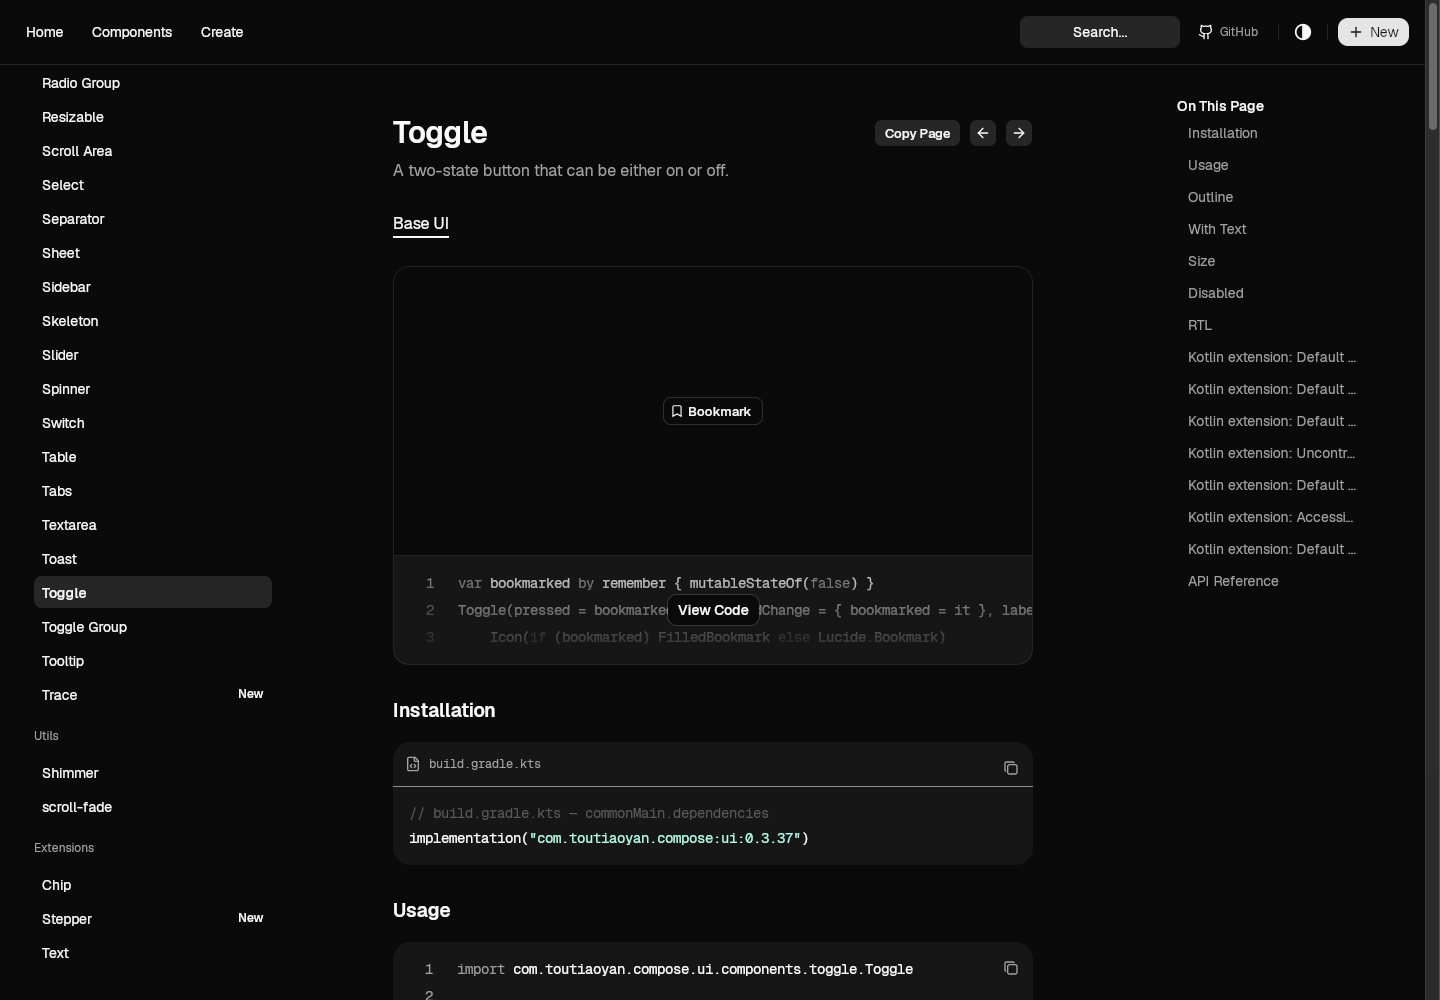 Home
Components
Create
Search...
GitHub
New
Radio Group
Resizable
Scroll Area
Select
Separator
Sheet
Sidebar
Skeleton
Slider
Spinner
Switch
Table
Tabs
Textarea
Toast
Toggle
Toggle Group
Tooltip
Trace New
Utils
Shimmer
scroll-fade
Extensions
Chip
Stepper New
Text
Toggle
Copy Page
A two-state button that can be either on or off.
Base UI
Bookmark
1 var bookmarked by remember { mutableStateOf(false) }
2 Toggle(pressed = bookmarked
dChange = { bookmarked = it }, labe
View Code
3 Icon(if (bookmarked) FilledBookmark else Lucide.Bookmark)
Installation
build.gradle.kts
// build.gradle.kts — commonMain.dependencies
implementation("com.toutiaoyan.compose:ui:0.3.37")
Usage
1 import com.toutiaoyan.compose.ui.components.toggle.Toggle
2
On This Page
Installation
Usage
Outline
With Text
Size
Disabled
RTL
Kotlin extension: Default ...
Kotlin extension: Default ...
Kotlin extension: Default ...
Kotlin extension: Uncontr...
Kotlin extension: Default ...
Kotlin extension: Accessi...
Kotlin extension: Default ...
API Reference